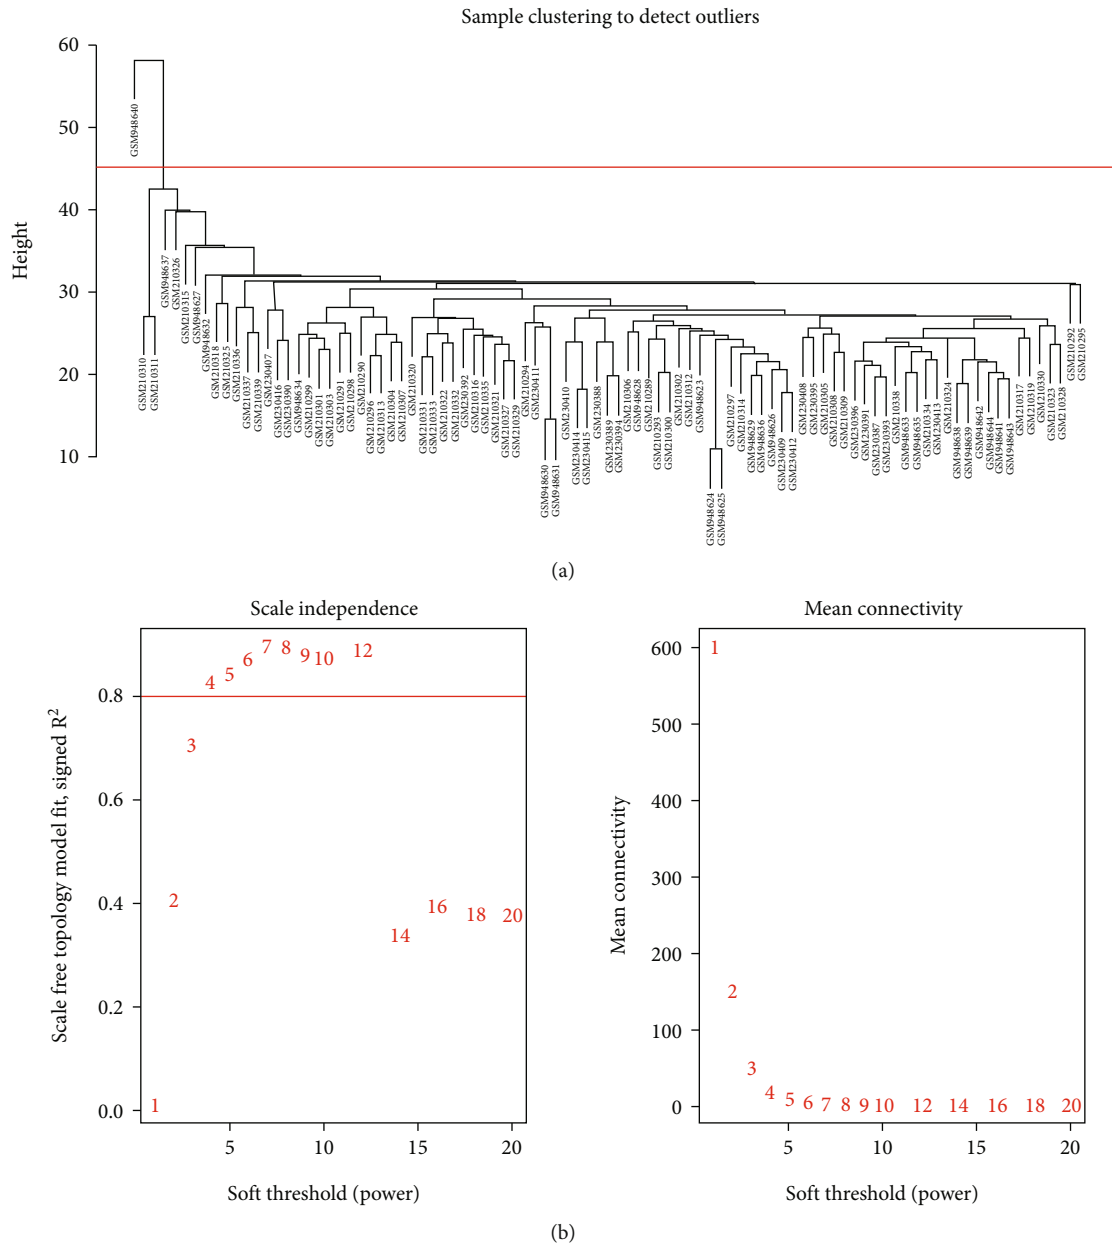 Sample clustering to detect outliers
Height
60
50
40
30
20
10
GSM948640
GSM210310
GSM210311
GSM948637
GSM210326
GSM210315
GSM948627
GSM948632
GSM210318
GSM210325
GSM210336
GSM210337
GSM210339
GSM230407
GSM230416
GSM230390
GSM948634
GSM210299
GSM210301
GSM210303
GSM210291
GSM210298
GSM210290
GSM210296
GSM210313
GSM210304
GSM210307
GSM210320
GSM210331
GSM210333
GSM210322
GSM210332
GSM230392
GSM210316
GSM210335
GSM210321
GSM210327
GSM210329
GSM210294
GSM230411
GSM948630
GSM948631
GSM230410
GSM230414
GSM230415
GSM230388
GSM230389
GSM230394
GSM210306
GSM948628
GSM210289
GSM210293
GSM210300
GSM210302
GSM210312
GSM948623
GSM948624
GSM948625
GSM210297
GSM210314
GSM948629
GSM948636
GSM948626
GSM230409
GSM230412
GSM230408
GSM230395
GSM210305
GSM210308
GSM210309
GSM230396
GSM230391
GSM230387
GSM230393
GSM210338
GSM948633
GSM948635
GSM210334
GSM230413
GSM210324
GSM948638
GSM948639
GSM948642
GSM948644
GSM948641
GSM948643
GSM210317
GSM210319
GSM210330
GSM210323
GSM210328
GSM210292
GSM210295
(a)
Scale independence
Scale free topology model fit, signed R²
0.8
0.6
0.4
0.2
0.0
1
2
3
4
5
6
7
8
9
10
12
14
16
18
20
5
10
15
20
Soft threshold (power)
Mean connectivity
Mean connectivity
600
500
400
300
200
100
0
1
2
3
4
5
6
7
8
9
10
12
14
16
18
20
5
10
15
20
Soft threshold (power)
(b)